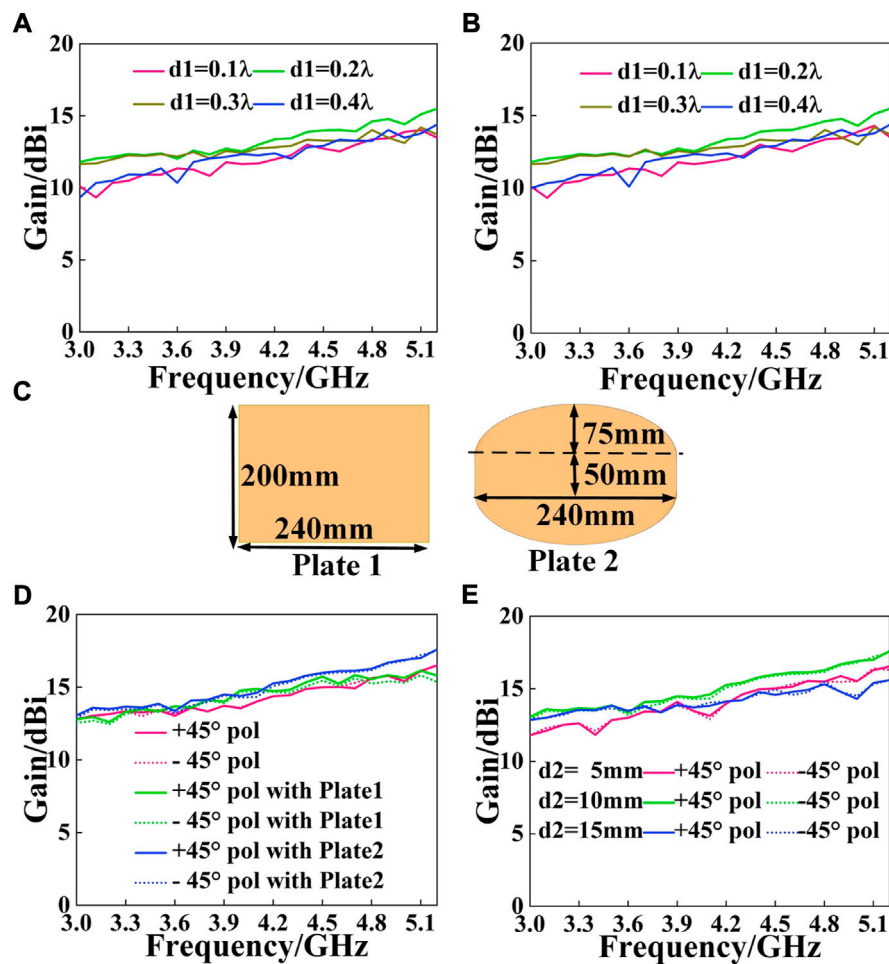 A
20
15
10
5
0
Gain/dBi
d1=0.1λ d1=0.2λ
d1=0.3λ d1=0.4λ
3.0 3.3 3.6 3.9 4.2 4.5 4.8 5.1
Frequency/GHz
B
20
15
10
5
0
Gain/dBi
d1=0.1λ d1=0.2λ
d1=0.3λ d1=0.4λ
3.0 3.3 3.6 3.9 4.2 4.5 4.8 5.1
Frequency/GHz
C
200mm
240mm
Plate 1
75mm
50mm
240mm
Plate 2
D
20
15
10
5
0
Gain/dBi
+45° pol
- 45° pol
+45° pol with Plate1
- 45° pol with Plate1
+45° pol with Plate2
- 45° pol with Plate2
3.0 3.3 3.6 3.9 4.2 4.5 4.8 5.1
Frequency/GHz
E
20
15
10
5
0
Gain/dBi
d2= 5mm +45° pol -45° pol
d2=10mm +45° pol -45° pol
d2=15mm +45° pol -45° pol
3.0 3.3 3.6 3.9 4.2 4.5 4.8 5.1
Frequency/GHz